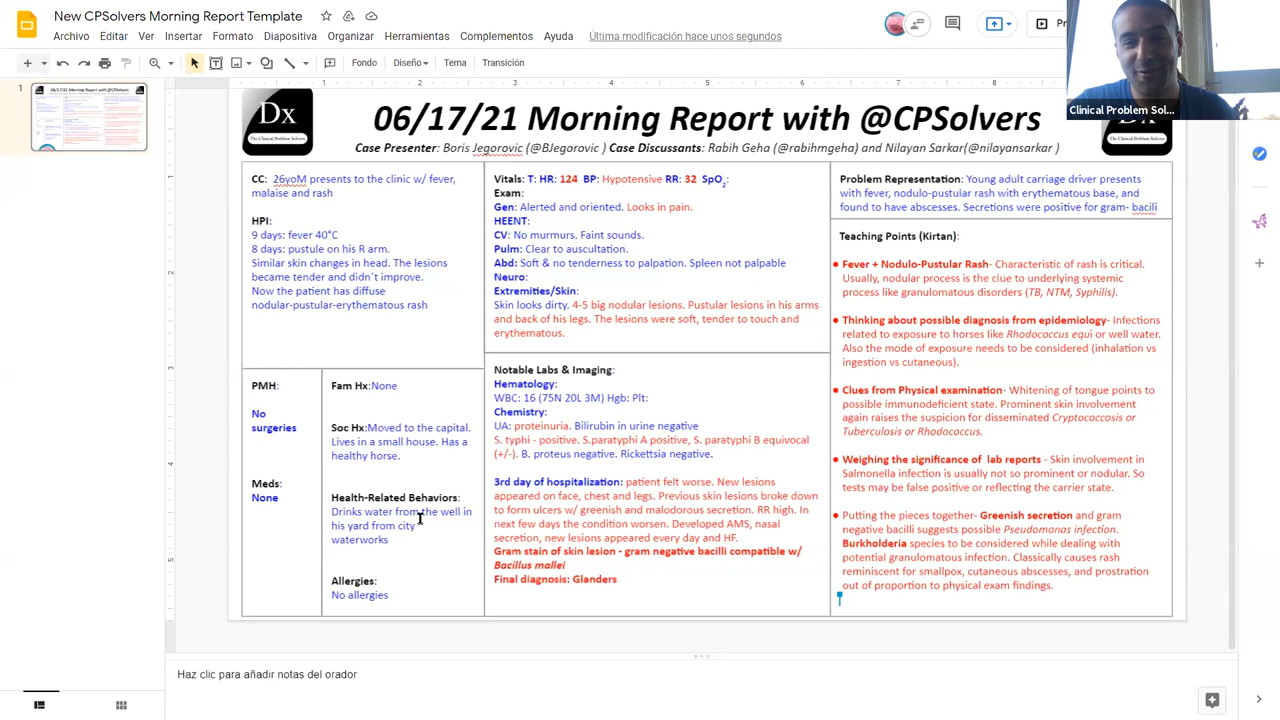 New CPSolvers Morning Report Template
Archivo Editar Ver Insertar Formato Diapositiva Organizar Herramientas Complementos Ayuda Última modificación hace unos segundos
Fondo Diseño Tema Transición
Clinical Problem Sol...
1
Dx
The Clinical Problem Solvers
06/17/21 Morning Report with @CPSolvers
Case Presenter: Boris Jegorovic (@BJegorovic ) Case Discussants: Rabih Geha (@rabihmgeha) and Nilayan Sarkar(@nilayansarkar )
CC: 26yoM presents to the clinic w/ fever,
malaise and rash
HPI:
9 days: fever 40°C
8 days: pustule on his R arm.
Similar skin changes in head. The lesions
became tender and didn´t improve.
Now the patient has diffuse
nodular-pustular-erythematous rash
PMH:
No
surgeries
Meds:
None
Fam Hx:None
Soc Hx:Moved to the capital.
Lives in a small house. Has a
healthy horse.
Health-Related Behaviors:
Drinks water from the well in
his yard from city
waterworks
Allergies:
No allergies
Vitals: T: HR: 124 BP: Hypotensive RR: 32 SpO2:
Exam:
Gen: Alerted and oriented. Looks in pain.
HEENT:
CV: No murmurs. Faint sounds.
Pulm: Clear to auscultation.
Abd: Soft & no tenderness to palpation. Spleen not palpable
Neuro:
Extremities/Skin:
Skin looks dirty. 4-5 big nodular lesions. Pustular lesions in his arms
and back of his legs. The lesions were soft, tender to touch and
erythematous.
Notable Labs & Imaging:
Hematology:
WBC: 16 (75N 20L 3M) Hgb: Plt:
Chemistry:
UA: proteinuria. Bilirubin in urine negative
S. typhi - positive. S.paratyphi A positive, S. paratyphi B equivocal
(+/-). B. proteus negative. Rickettsia negative.
3rd day of hospitalization: patient felt worse. New lesions
appeared on face, chest and legs. Previous skin lesions broke down
to form ulcers w/ greenish and malodorous secretion. RR high. In
next few days the condition worsen. Developed AMS, nasal
secretion, new lesions appeared every day and HF.
Gram stain of skin lesion - gram negative bacilli compatible w/
Bacillus mallei
Final diagnosis: Glanders
Problem Representation: Young adult carriage driver presents
with fever, nodulo-pustular rash with erythematous base, and
found to have abscesses. Secretions were positive for gram- bacili
Teaching Points (Kirtan):
● Fever + Nodulo-Pustular Rash- Characteristic of rash is critical.
Usually, nodular process is the clue to underlying systemic
process like granulomatous disorders (TB, NTM, Syphilis).
● Thinking about possible diagnosis from epidemiology- Infections
related to exposure to horses like Rhodococcus equi or well water.
Also the mode of exposure needs to be considered (inhalation vs
ingestion vs cutaneous).
● Clues from Physical examination- Whitening of tongue points to
possible immunodeficient state. Prominent skin involvement
again raises the suspicion for disseminated Cryptococcosis or
Tuberculosis or Rhodococcus.
● Weighing the significance of lab reports - Skin involvement in
Salmonella infection is usually not so prominent or nodular. So
tests may be false positive or reflecting the carrier state.
● Putting the pieces together- Greenish secretion and gram
negative bacilli suggests possible Pseudomonas infection.
Burkholderia species to be considered while dealing with
potential granulomatous infection. Classically causes rash
reminiscent for smallpox, cutaneous abscesses, and prostration
out of proportion to physical exam findings.
Haz clic para añadir notas del orador